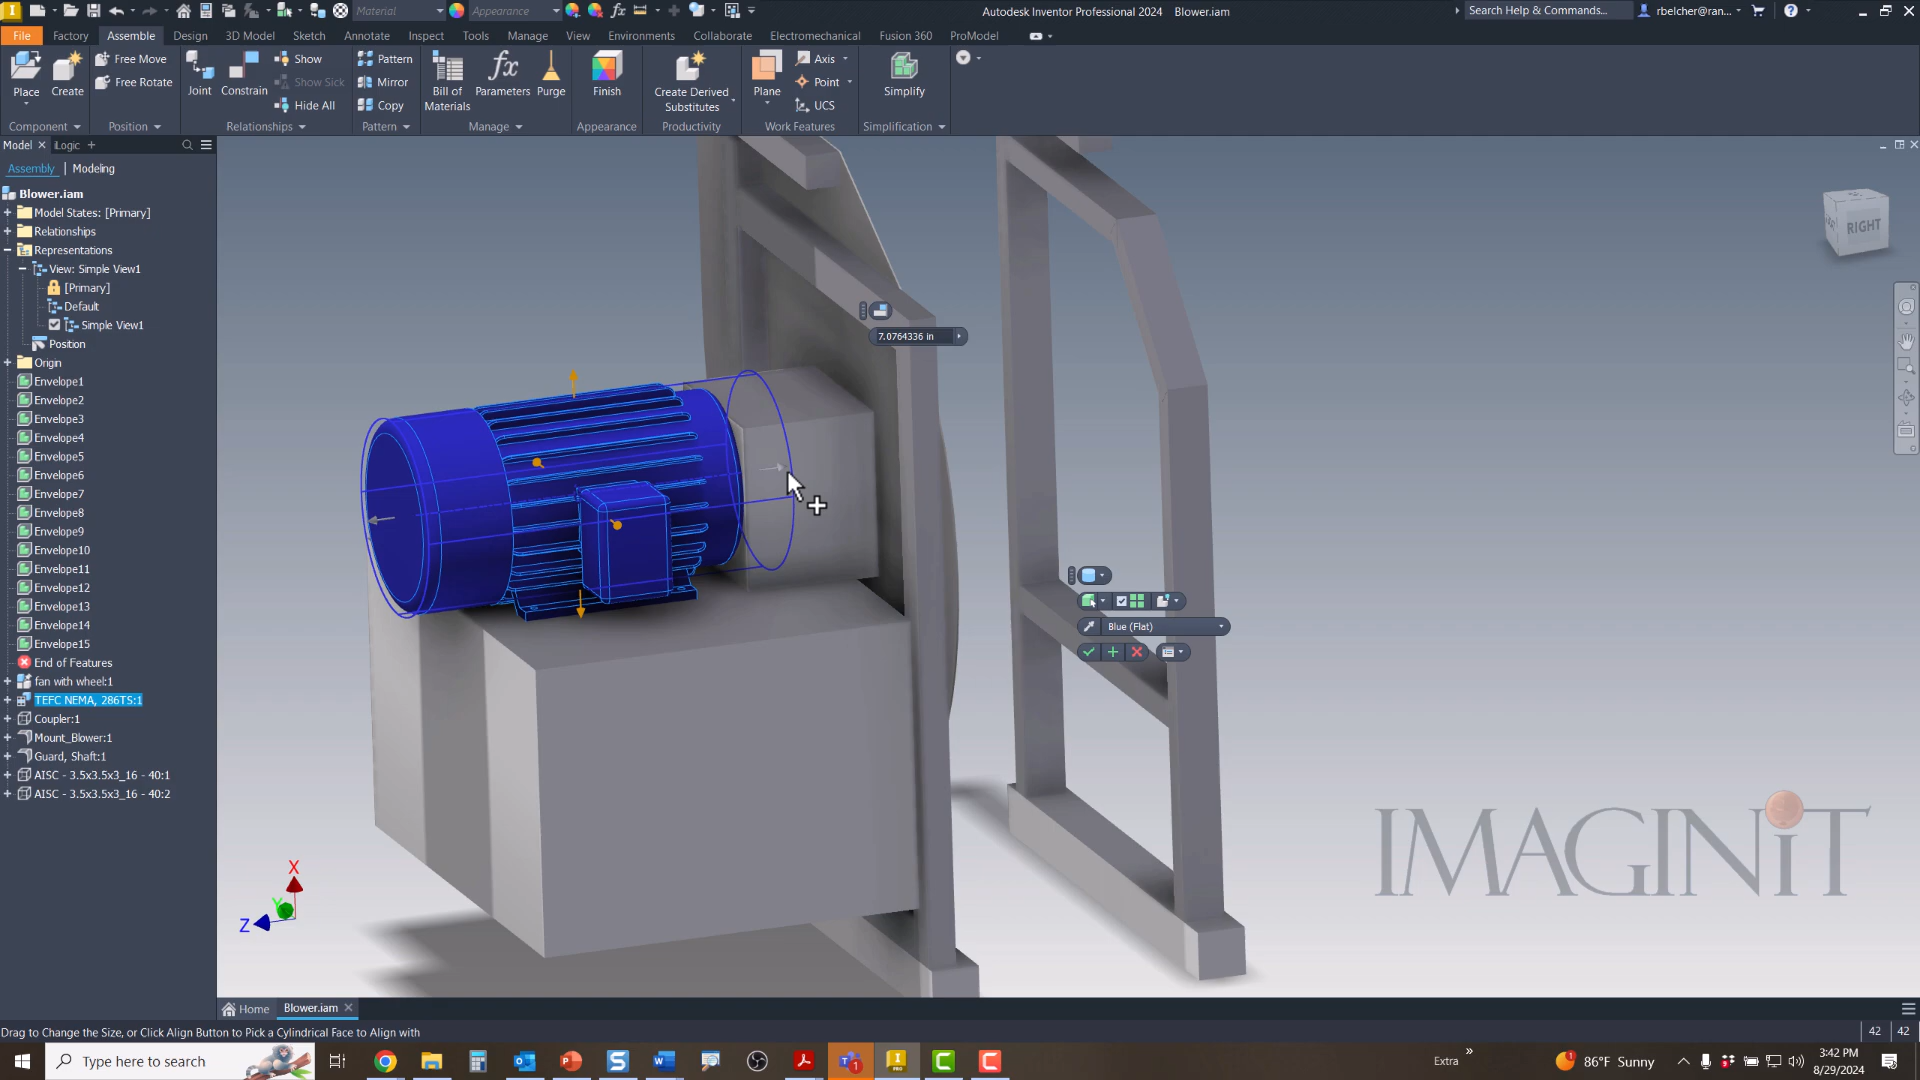 Material
Appearance
Autodesk Inventor Professional 2024 Blower.iam
Search Help & Commands...
rbelcher@ran...
File Factory Assemble Design 3D Model Sketch Annotate Inspect Tools Manage View Environments Collaborate Electromechanical Fusion 360 ProModel
Place
Create
Free Move
Free Rotate
Joint
Constrain
Show
Show Sick
Hide All
Pattern
Mirror
Copy
Bill of
Materials
fx
Parameters
Purge
Finish
Create Derived
Substitutes
Plane
Axis
Point
UCS
Simplify
Component Position Relationships Pattern Manage Appearance Productivity Work Features Simplification
Model iLogic
Assembly | Modeling
Blower.iam
Model States: [Primary]
Relationships
Representations
View: Simple View1
[Primary]
Default
Simple View1
Position
Origin
Envelope1
Envelope2
Envelope3
Envelope4
Envelope5
Envelope6
Envelope7
Envelope8
Envelope9
Envelope10
Envelope11
Envelope12
Envelope13
Envelope14
Envelope15
End of Features
fan with wheel:1
TEFC NEMA, 286TS:1
Coupler:1
Mount_Blower:1
Guard, Shaft:1
AISC - 3.5x3.5x3_16 - 40:1
AISC - 3.5x3.5x3_16 - 40:2
RIGHT
7.0764336 in
Blue (Flat)
X
Y
Z
IMAGINiT
Home Blower.iam
Drag to Change the Size, or Click Align Button to Pick a Cylindrical Face to Align with
42 42
Type here to search
Extra
86°F Sunny
3:42 PM
8/29/2024